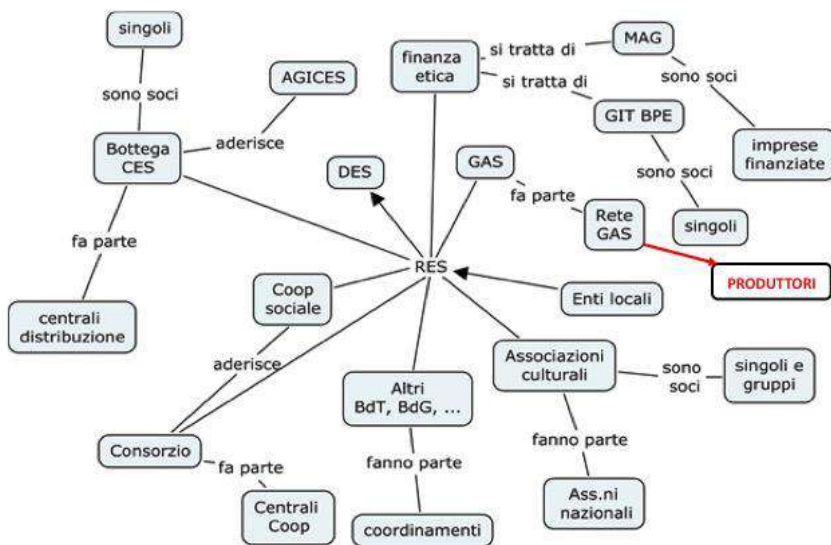 singoli
sono soci
AGICES
aderisce
Bottega
CES
fa parte
centrali
distribuzione
finanza
etica
si tratta di
MAG
si tratta di
sono soci
GIT BPE
imprese
finanziate
sono soci
singoli
DES
GAS
fa parte
Rete
GAS
PRODUTTORI
RES
Enti locali
Coop
sociale
aderisce
Consorzio
fa parte
Centrali
Coop
Altri
BdT, BdG, ...
fanno parte
coordinamenti
Associazioni
culturali
sono
soci
singoli e
gruppi
fanno parte
Ass.ni
nazionali